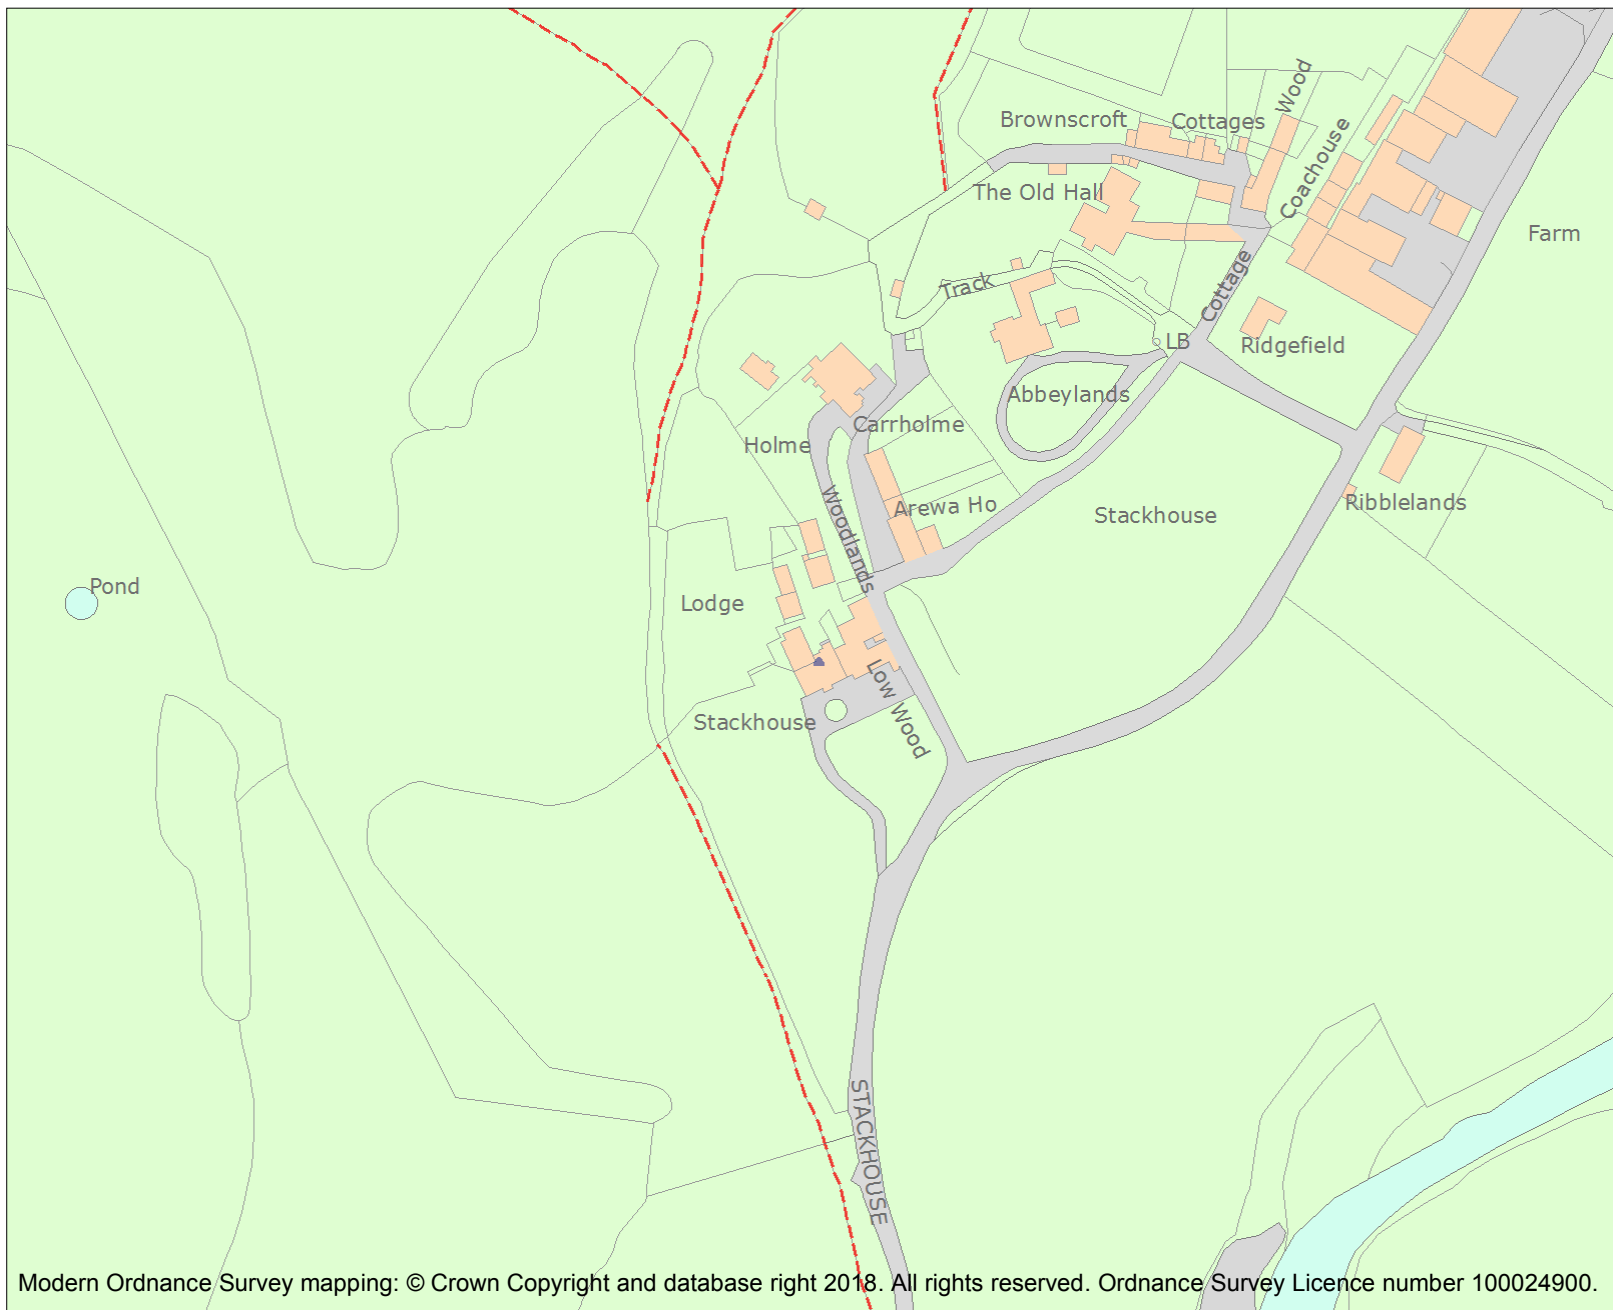 Wood
Brownscroft
Cottages
Coachouse
The Old Hall
Farm
Track
Cottage
LB
Ridgefield
Abbeylands
Carrholme
Holme
Woodlands
Arewa Ho
Stackhouse
Ribblelands
Pond
Lodge
Low Wood
Stackhouse
STACKHOUSE
Modern Ordnance Survey mapping: © Crown Copyright and database right 2018. All rights reserved. Ordnance Survey Licence number 100024900.